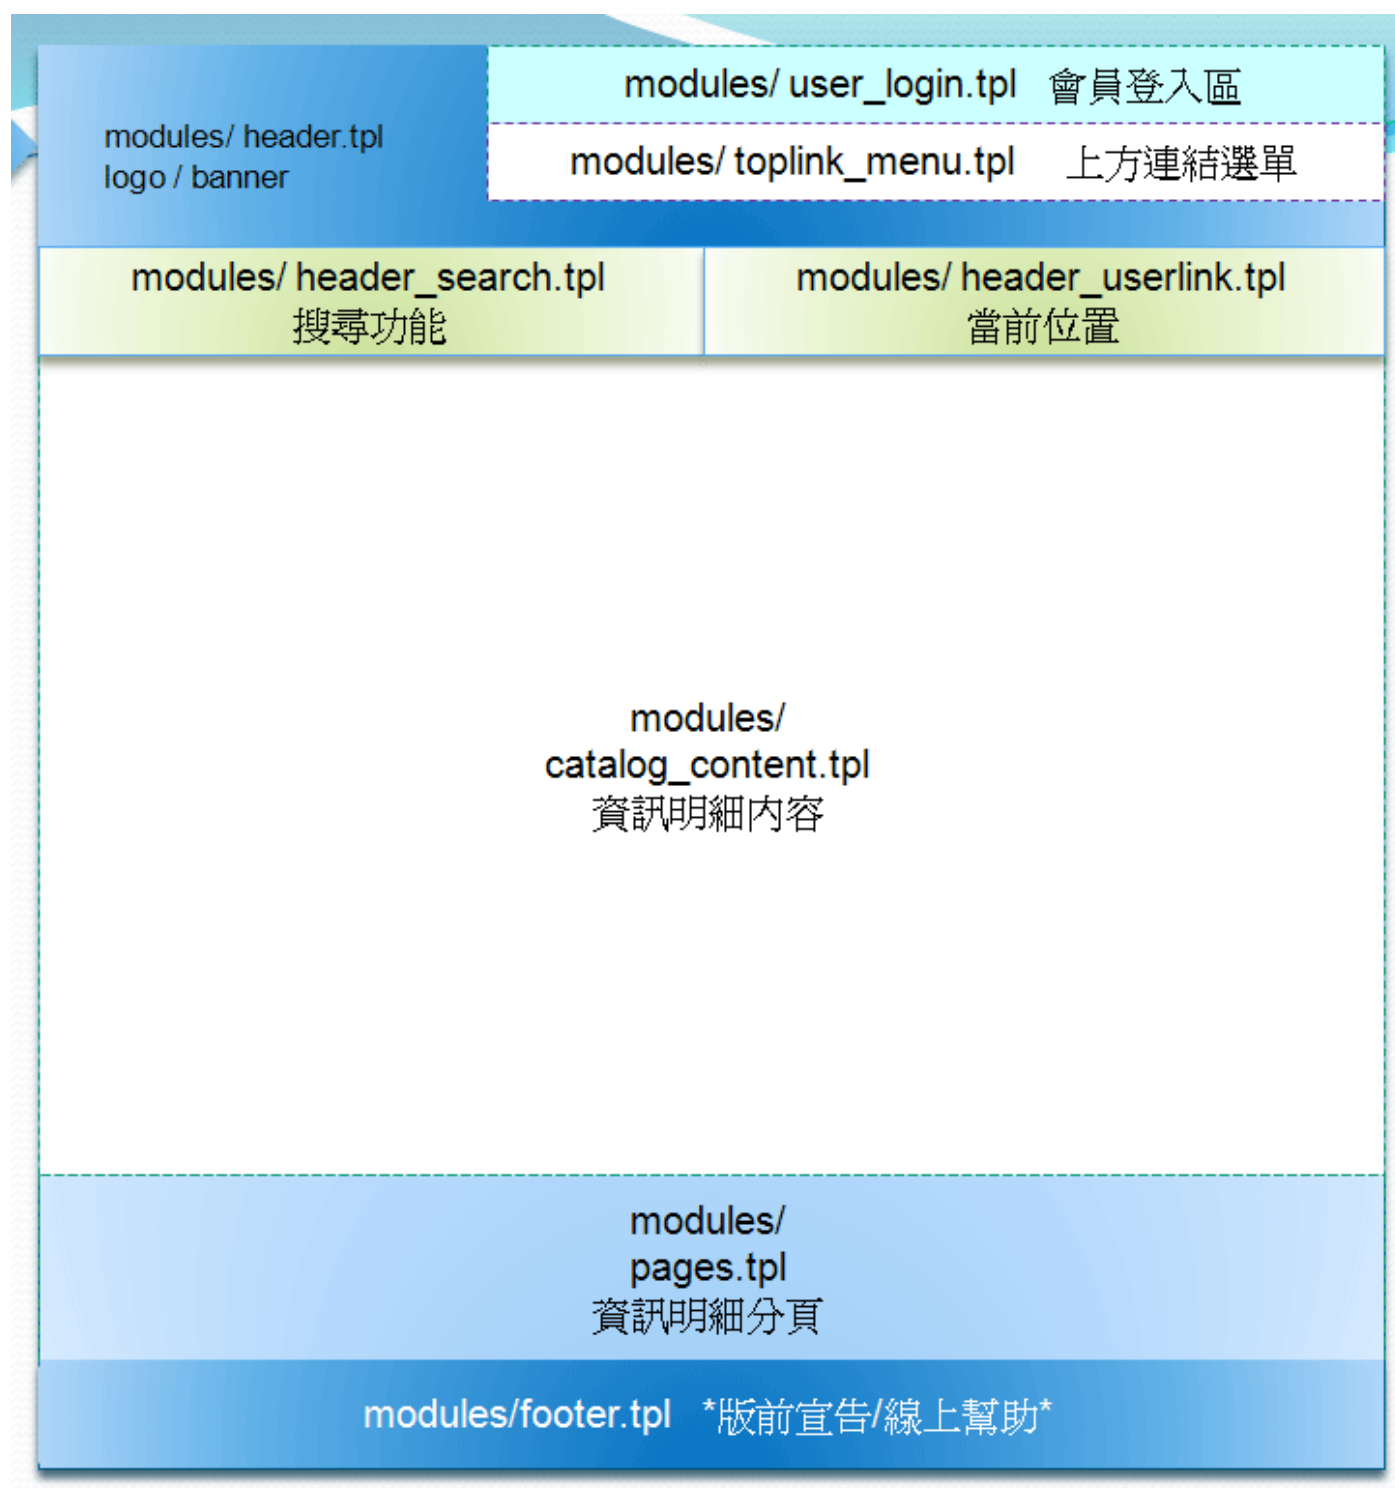 modules/ user_login.tpl 會員登入區
modules/ header.tpl
logo / banner
modules/ toplink_menu.tpl 上方連結選單
modules/ header_search.tpl
搜尋功能
modules/ header_userlink.tpl
當前位置
modules/
catalog_content.tpl
資訊明細內容
modules/
pages.tpl
資訊明細分頁
modules/footer.tpl *版前宣告/線上幫助*